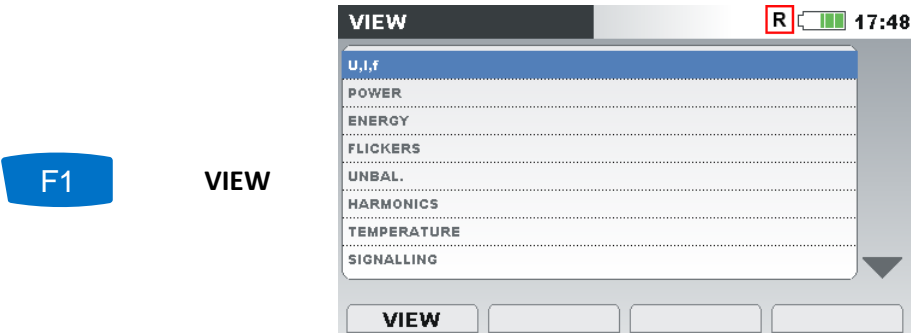 F1
VIEW
VIEW
R
17:48
U,I,f
POWER
ENERGY
FLICKERS
UNBAL.
HARMONICS
TEMPERATURE
SIGNALLING
VIEW